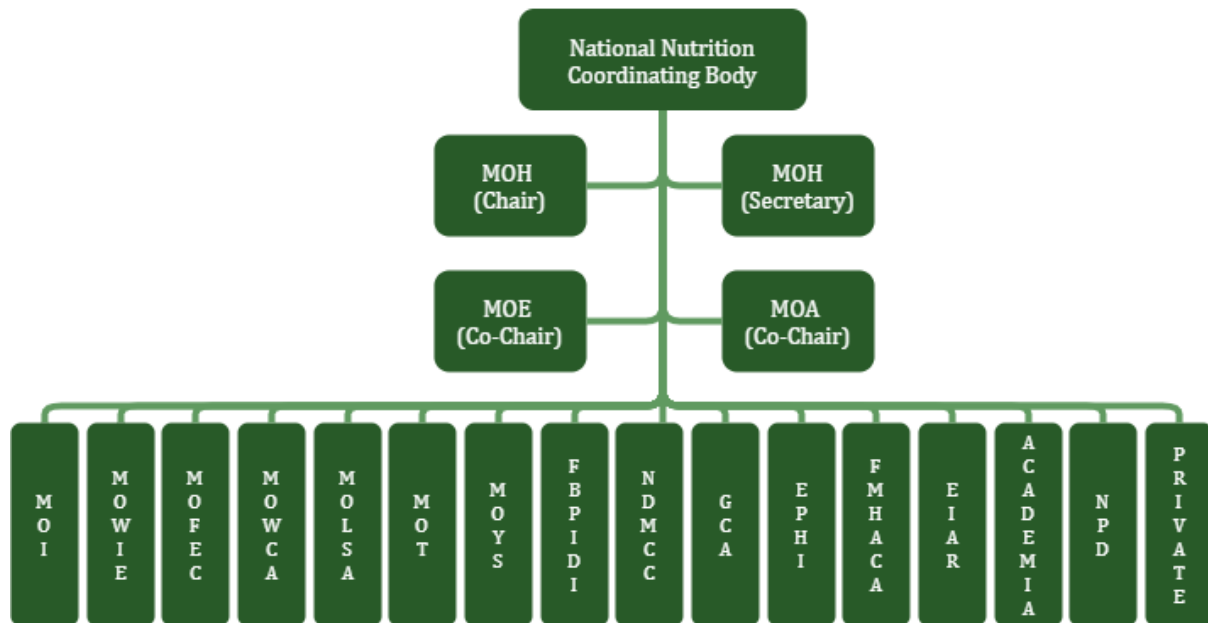 National Nutrition
Coordinating Body
MOH
(Chair)
MOH
(Secretary)
MOE
(Co-Chair)
MOA
(Co-Chair)
MOI
MOWIE
MOFEC
MOWCA
MOLSA
MOT
MOYS
FBPIDI
NDMCC
GCA
EPHI
FMHACA
EIAR
ACADEMIA
NPD
PRIVATE